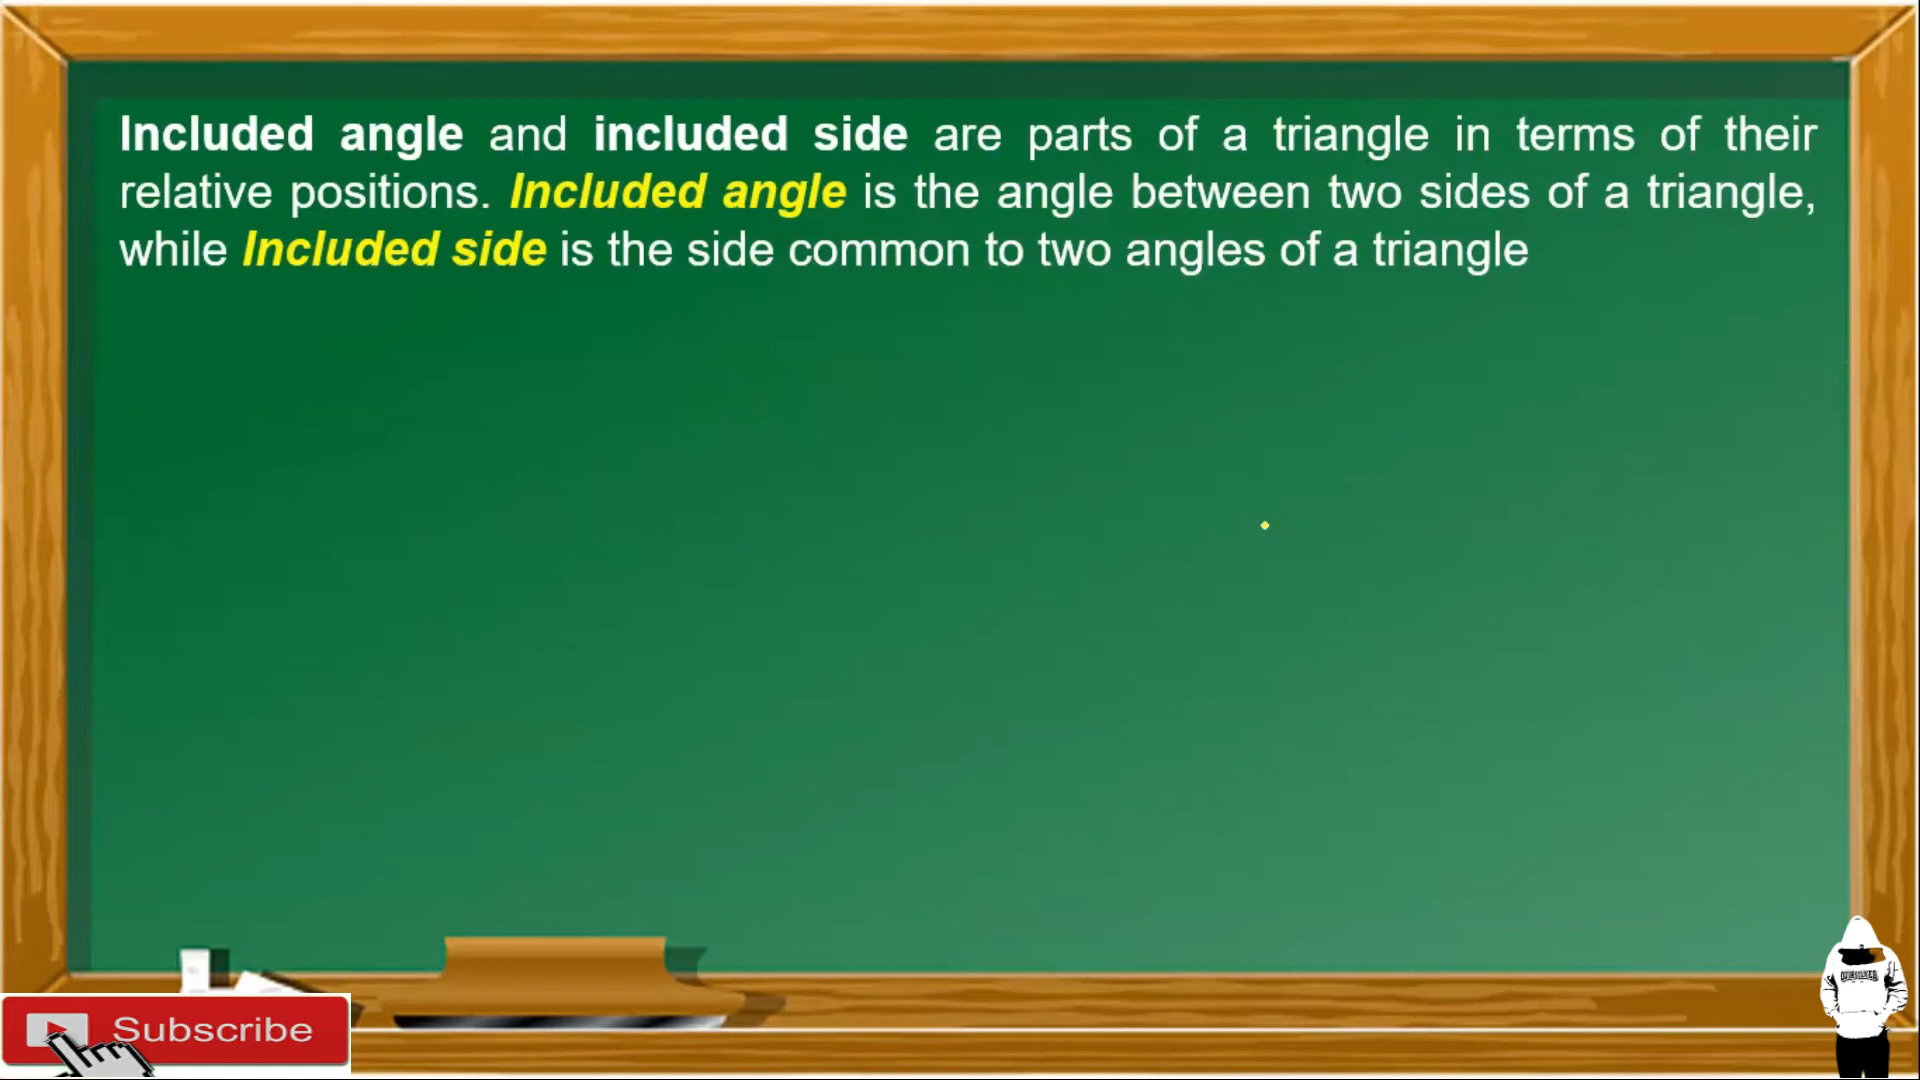 Included angle and included side are parts of a triangle in terms of their
relative positions. Included angle is the angle between two sides of a triangle,
while Included side is the side common to two angles of a triangle
Subscribe
QUIKSILVER